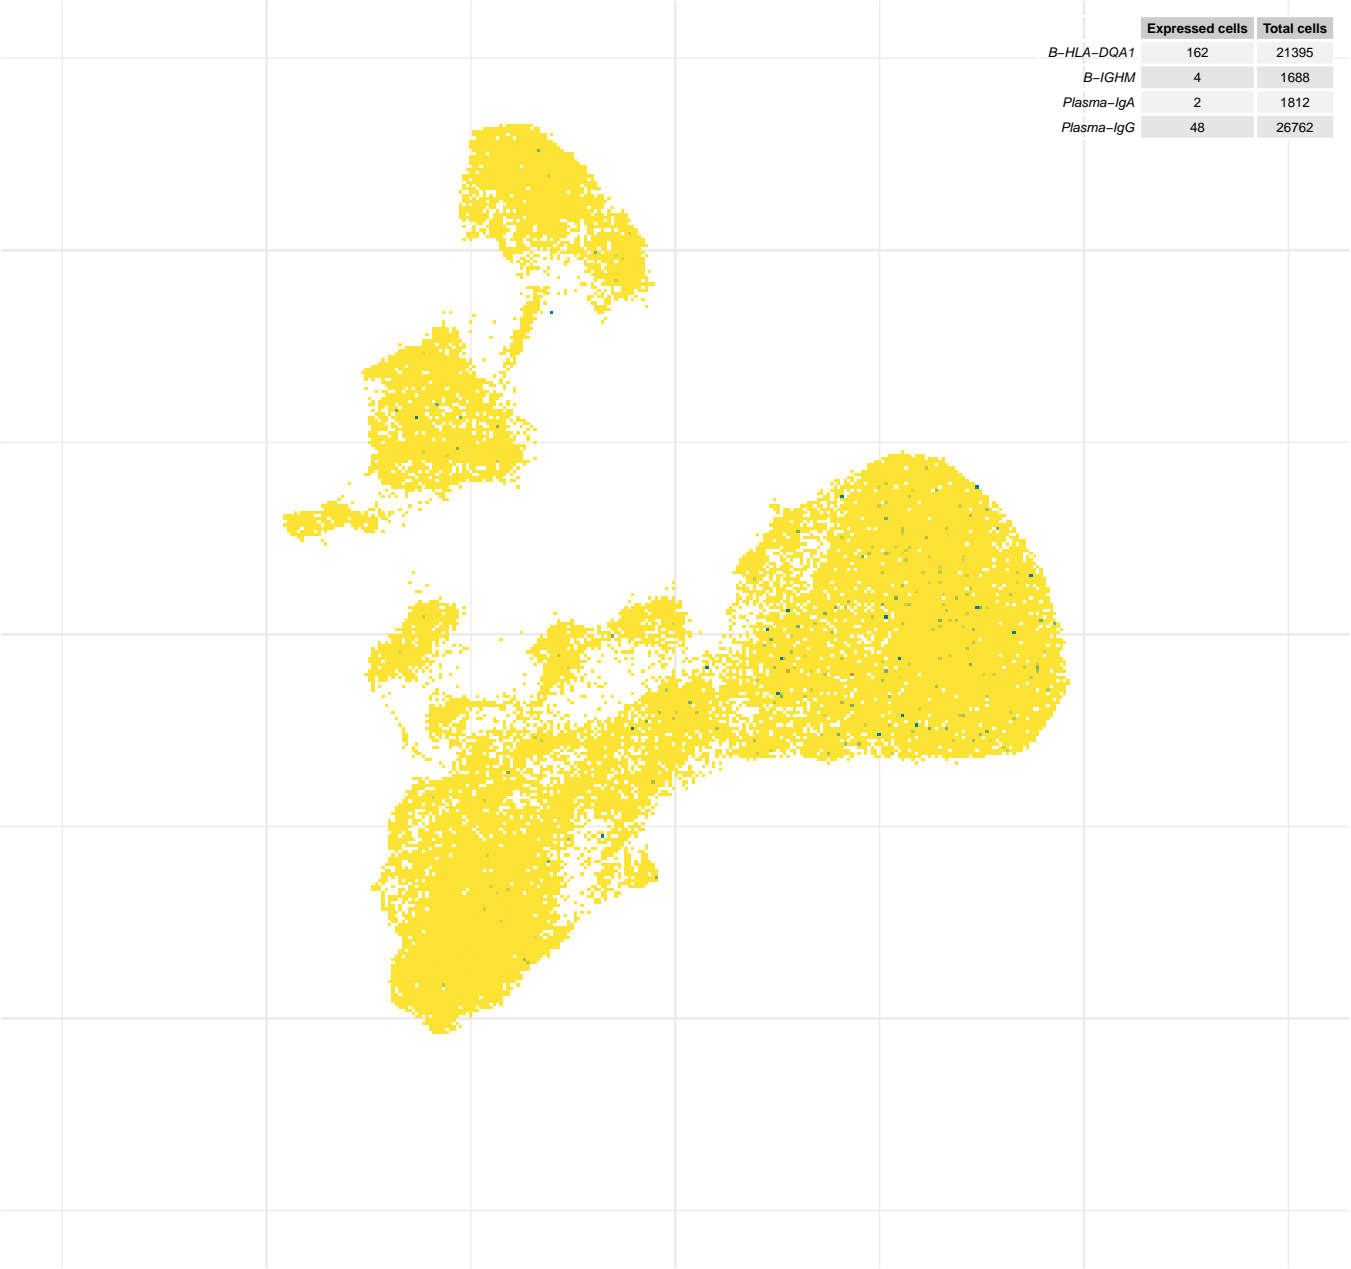 Expressed cells Total cells
B−HLA−DQA1 162 21395
B−IGHM 4 1688
Plasma−IgA 2 1812
Plasma−IgG 48 26762